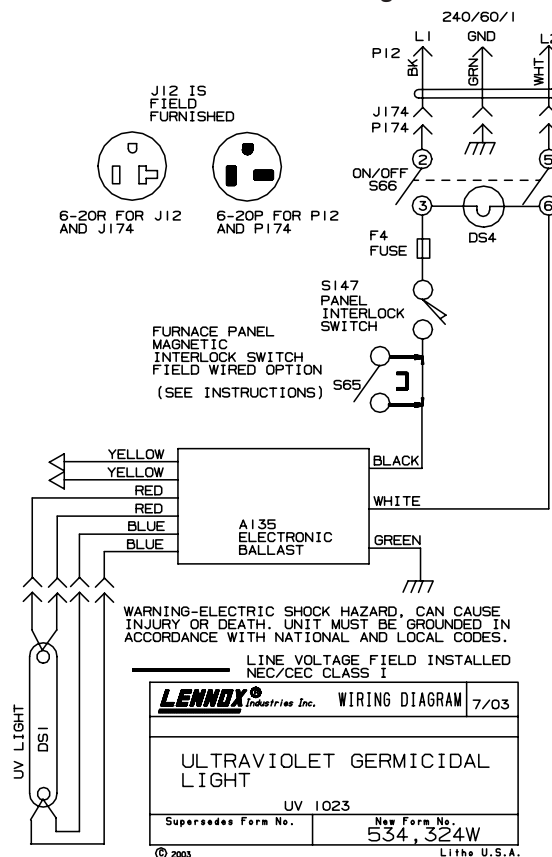 240/60/1
L1 GND L2
P12
BK GRN WHT
J12 IS
FIELD
FURNISHED
J174
P174
2 5
ON/OFF
S66
3 6
DS4
6-20R FOR J12
AND J174
6-20P FOR P12
AND P174
F4
FUSE
S147
PANEL
INTERLOCK
SWITCH
FURNACE PANEL
MAGNETIC
INTERLOCK SWITCH
FIELD WIRED OPTION
(SEE INSTRUCTIONS)
S65
YELLOW
YELLOW
RED
RED
BLUE
BLUE
BLACK
WHITE
GREEN
A135
ELECTRONIC
BALLAST
WARNING-ELECTRIC SHOCK HAZARD, CAN CAUSE
INJURY OR DEATH. UNIT MUST BE GROUNDED IN
ACCORDANCE WITH NATIONAL AND LOCAL CODES.
LINE VOLTAGE FIELD INSTALLED
NEC/CEC CLASS I
UV LIGHT
DS1
LENNOX® Industries Inc. WIRING DIAGRAM 7/03
ULTRAVIOLET GERMICIDAL
LIGHT
UV 1023
Supersedes Form No. New Form No.
534,324W
© 2003 Litho U.S.A.